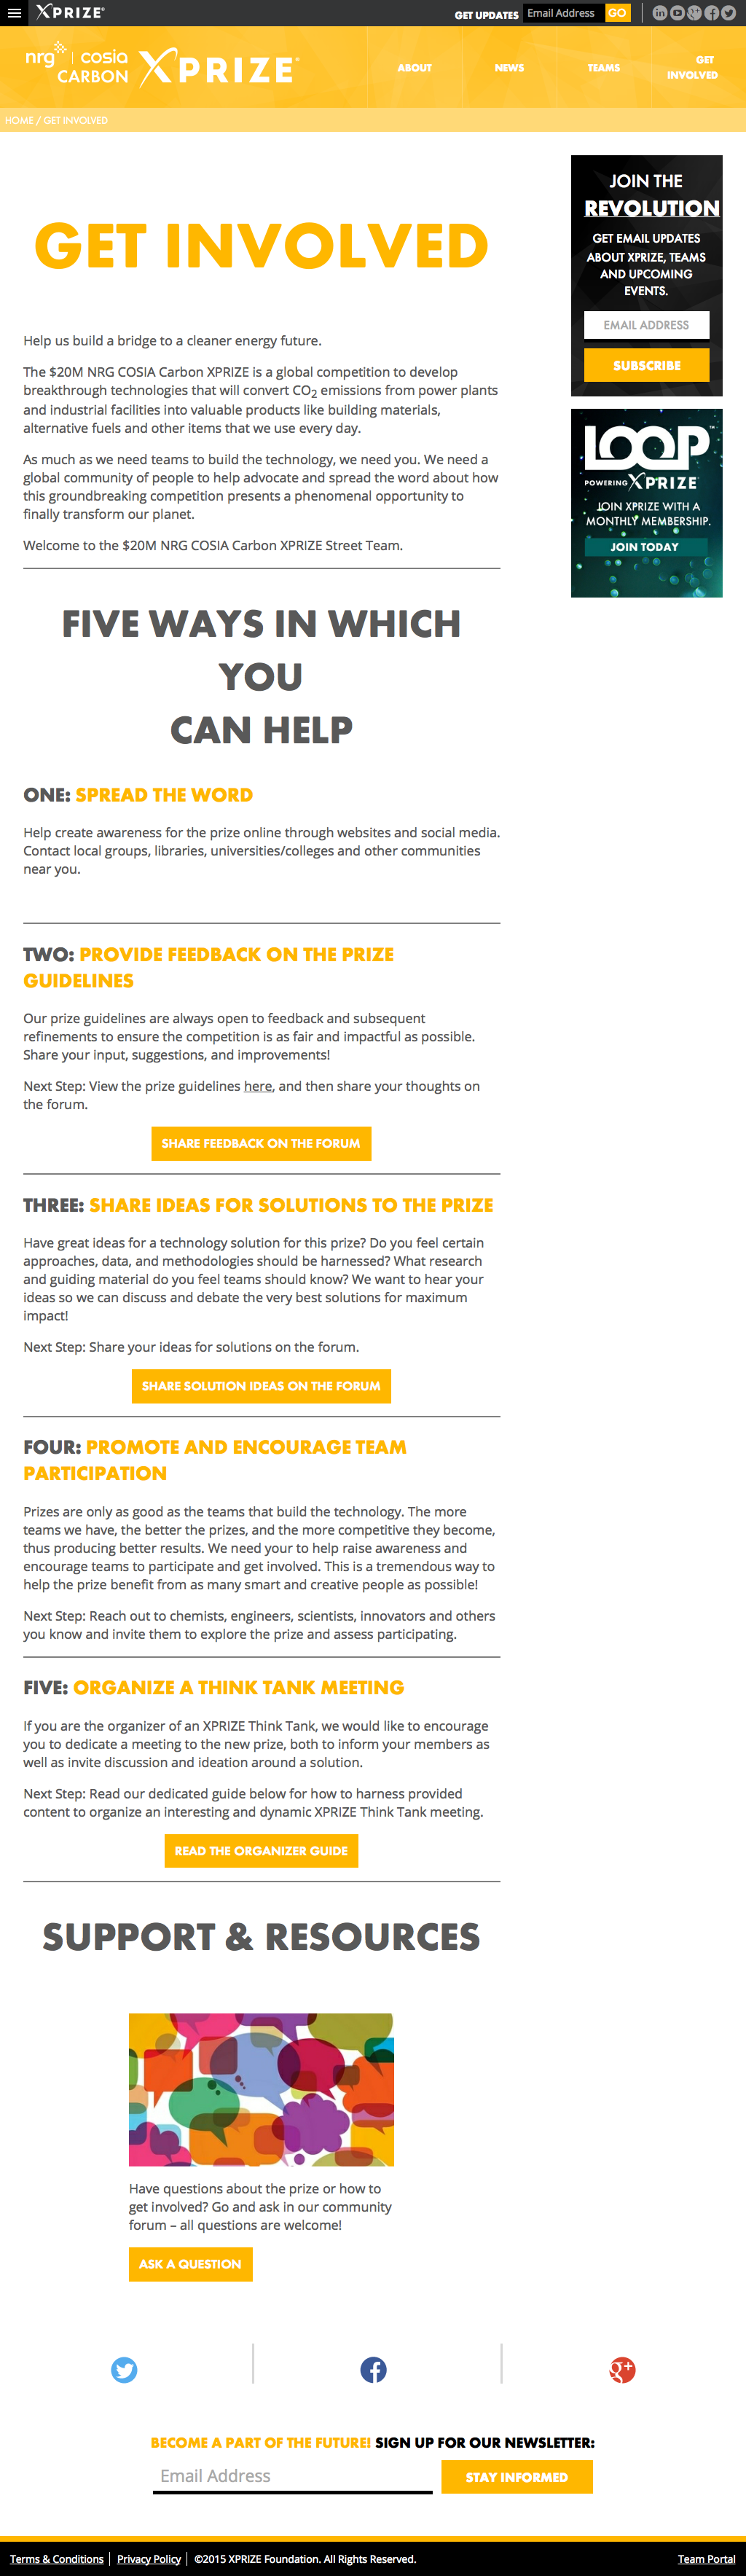 XPRIZE®
GET UPDATES Email Address GO
nrg | cosia
CARBON XPRIZE®
ABOUT
NEWS
TEAMS
GET
INVOLVED
HOME / GET INVOLVED
GET INVOLVED
Help us build a bridge to a cleaner energy future.
The $20M NRG COSIA Carbon XPRIZE is a global competition to develop
breakthrough technologies that will convert CO2 emissions from power plants
and industrial facilities into valuable products like building materials,
alternative fuels and other items that we use every day.
As much as we need teams to build the technology, we need you. We need a
global community of people to help advocate and spread the word about how
this groundbreaking competition presents a phenomenal opportunity to
finally transform our planet.
Welcome to the $20M NRG COSIA Carbon XPRIZE Street Team.
JOIN THE
REVOLUTION
GET EMAIL UPDATES
ABOUT XPRIZE, TEAMS
AND UPCOMING
EVENTS.
EMAIL ADDRESS
SUBSCRIBE
LOOP™
POWERING XPRIZE
JOIN XPRIZE WITH A
MONTHLY MEMBERSHIP.
JOIN TODAY
FIVE WAYS IN WHICH
YOU
CAN HELP
ONE: SPREAD THE WORD
Help create awareness for the prize online through websites and social media.
Contact local groups, libraries, universities/colleges and other communities
near you.
TWO: PROVIDE FEEDBACK ON THE PRIZE
GUIDELINES
Our prize guidelines are always open to feedback and subsequent
refinements to ensure the competition is as fair and impactful as possible.
Share your input, suggestions, and improvements!
Next Step: View the prize guidelines here, and then share your thoughts on
the forum.
SHARE FEEDBACK ON THE FORUM
THREE: SHARE IDEAS FOR SOLUTIONS TO THE PRIZE
Have great ideas for a technology solution for this prize? Do you feel certain
approaches, data, and methodologies should be harnessed? What research
and guiding material do you feel teams should know? We want to hear your
ideas so we can discuss and debate the very best solutions for maximum
impact!
Next Step: Share your ideas for solutions on the forum.
SHARE SOLUTION IDEAS ON THE FORUM
FOUR: PROMOTE AND ENCOURAGE TEAM
PARTICIPATION
Prizes are only as good as the teams that build the technology. The more
teams we have, the better the prizes, and the more competitive they become,
thus producing better results. We need your to help raise awareness and
encourage teams to participate and get involved. This is a tremendous way to
help the prize benefit from as many smart and creative people as possible!
Next Step: Reach out to chemists, engineers, scientists, innovators and others
you know and invite them to explore the prize and assess participating.
FIVE: ORGANIZE A THINK TANK MEETING
If you are the organizer of an XPRIZE Think Tank, we would like to encourage
you to dedicate a meeting to the new prize, both to inform your members as
well as invite discussion and ideation around a solution.
Next Step: Read our dedicated guide below for how to harness provided
content to organize an interesting and dynamic XPRIZE Think Tank meeting.
READ THE ORGANIZER GUIDE
SUPPORT & RESOURCES
Have questions about the prize or how to
get involved? Go and ask in our community
forum – all questions are welcome!
ASK A QUESTION
BECOME A PART OF THE FUTURE! SIGN UP FOR OUR NEWSLETTER:
Email Address STAY INFORMED
Terms & Conditions | Privacy Policy | ©2015 XPRIZE Foundation. All Rights Reserved. Team Portal